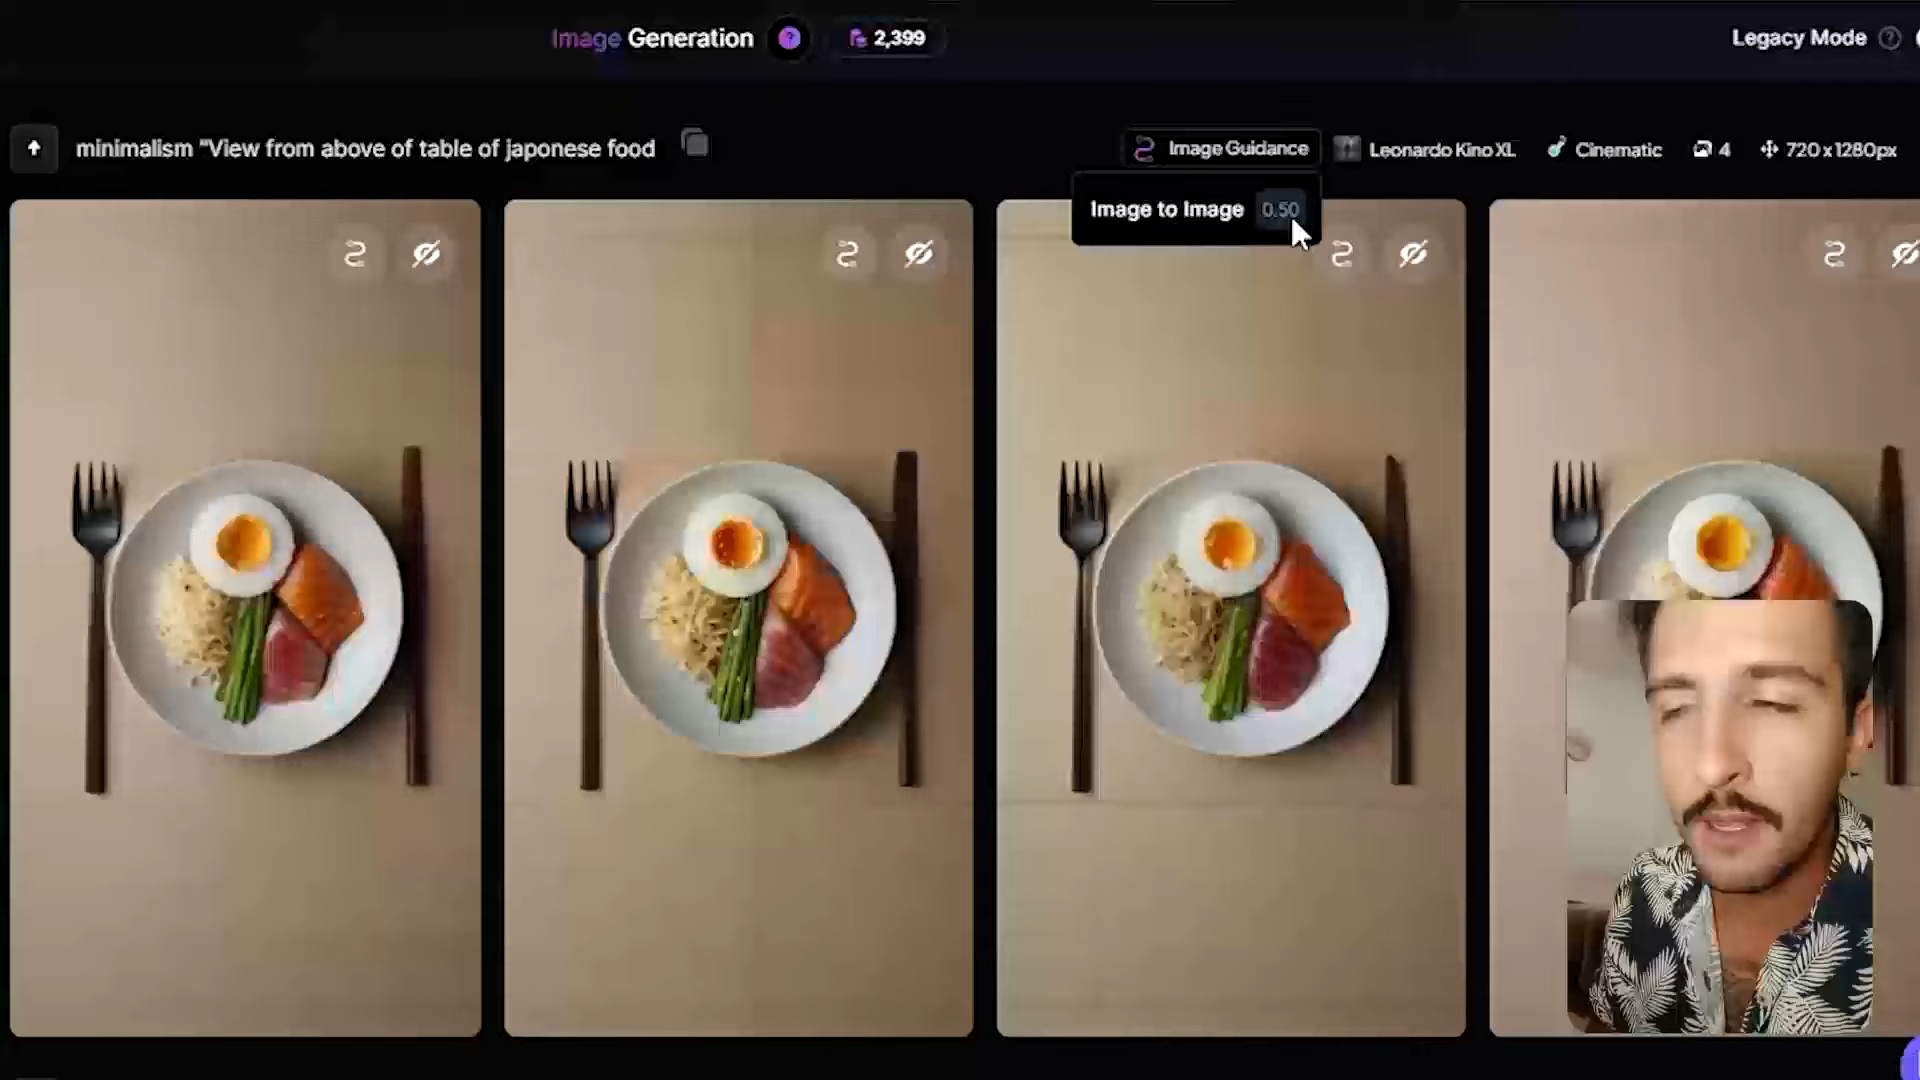 Image Generation
2,399
Legacy Mode
minimalism "View from above of table of japonese food
Image Guidance
Leonardo Kino XL
Cinematic
4
720 x 1280px
Image to Image 0.50